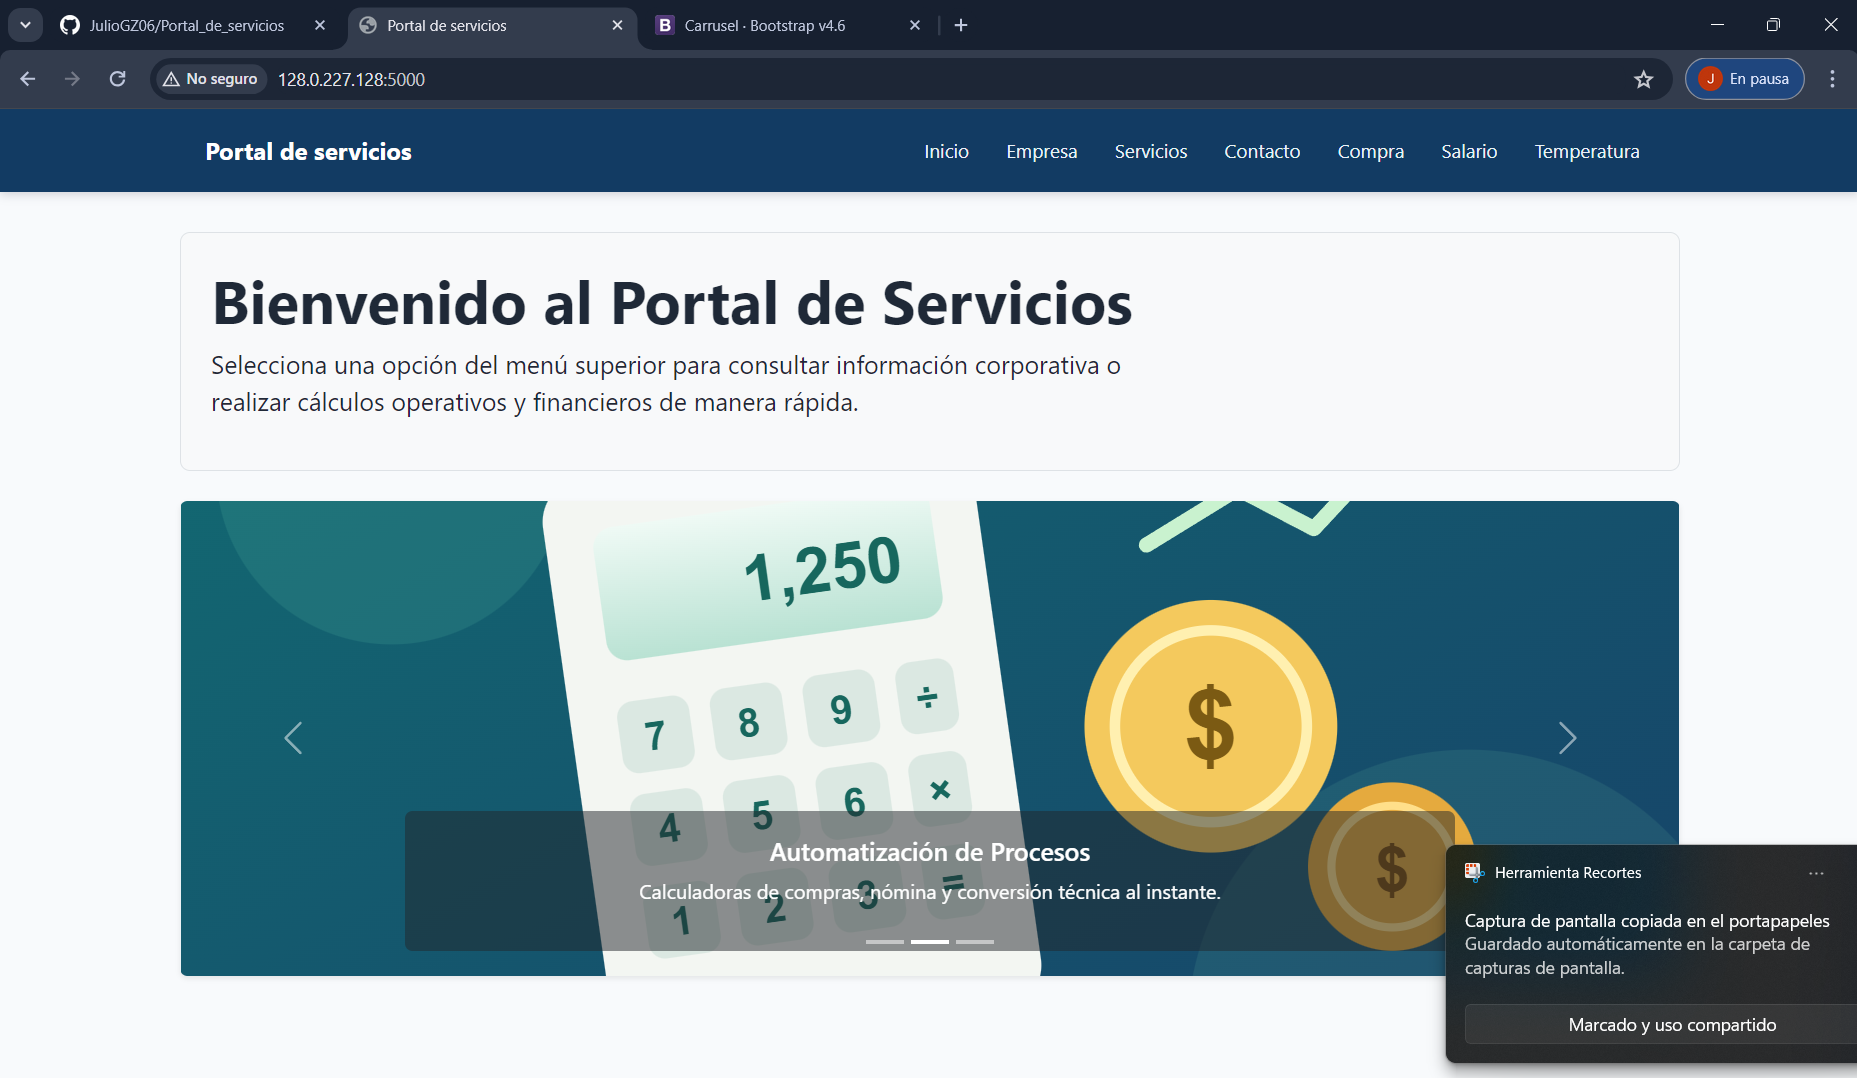 JulioGZ06/Portal_de_servicios
Portal de servicios
B Carrusel · Bootstrap v4.6
No seguro
128.0.227.128:5000
J En pausa
Portal de servicios
Inicio Empresa Servicios Contacto Compra Salario Temperatura
Bienvenido al Portal de Servicios
Selecciona una opción del menú superior para consultar información corporativa o
realizar cálculos operativos y financieros de manera rápida.
1,250
7 8 9 ÷
4 5 6 ×
1 2 3 =
$
$
Automatización de Procesos
Calculadoras de compras, nómina y conversión técnica al instante.
Herramienta Recortes
Captura de pantalla copiada en el portapapeles
Guardado automáticamente en la carpeta de
capturas de pantalla.
Marcado y uso compartido